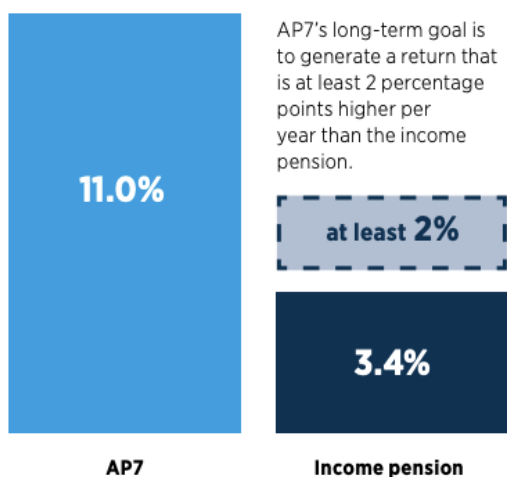 AP7's long-term goal is
to generate a return that
is at least 2 percentage
points higher per
year than the income
pension.
11.0%
at least 2%
3.4%
AP7
Income pension